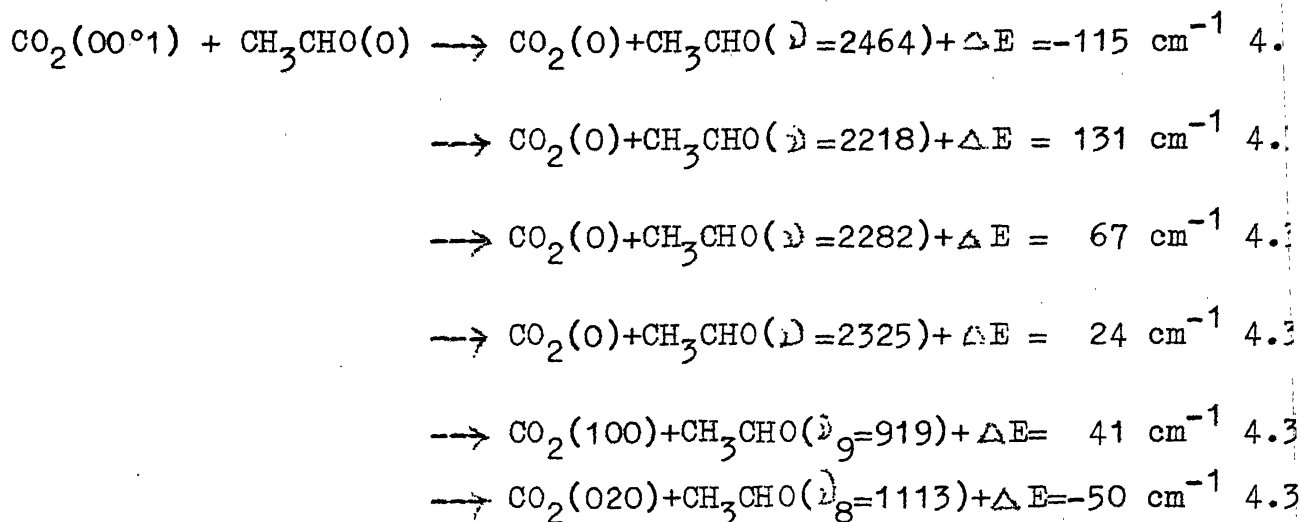 CO₂(00°1) + CH₃CHO(0) → CO₂(0)+CH₃CHO(ν=2464)+ΔE =-115 cm⁻¹ 4.
→ CO₂(0)+CH₃CHO(ν=2218)+ΔE = 131 cm⁻¹ 4.
→ CO₂(0)+CH₃CHO(ν=2282)+ΔE = 67 cm⁻¹ 4.3
→ CO₂(0)+CH₃CHO(ν=2325)+ΔE = 24 cm⁻¹ 4.3
→ CO₂(100)+CH₃CHO(ν₉=919)+ΔE= 41 cm⁻¹ 4.3
→ CO₂(020)+CH₃CHO(ν₈=1113)+ΔE=-50 cm⁻¹ 4.3